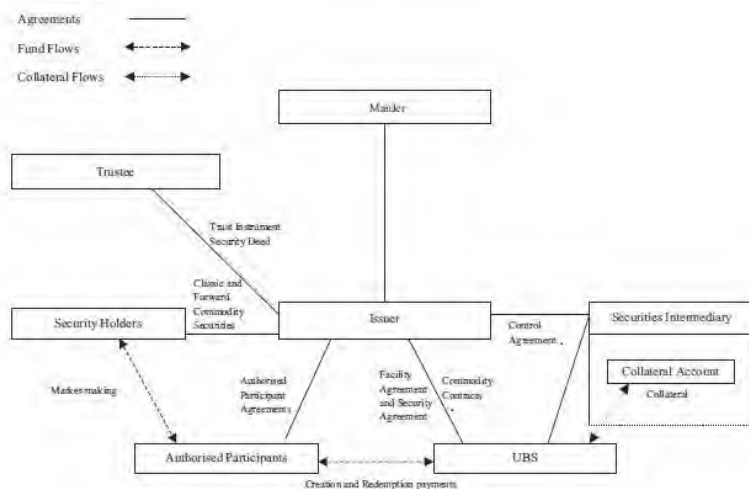 Agreements
Fund Flows
Collateral Flows
Manler
Trustee
Trust Instrument
Security Deed
Classic and
Forward
Commodity
Securities
Security Holders
Issuer
Control
Agreement
Securities Intermediary
Collateral Account
Collateral
Market-making
Authorised
Participant
Agreements
Facility
Agreement
and Security
Agreement
Commodity
Contracts
Authorised Participants
UBS
Creation and Redemption payments